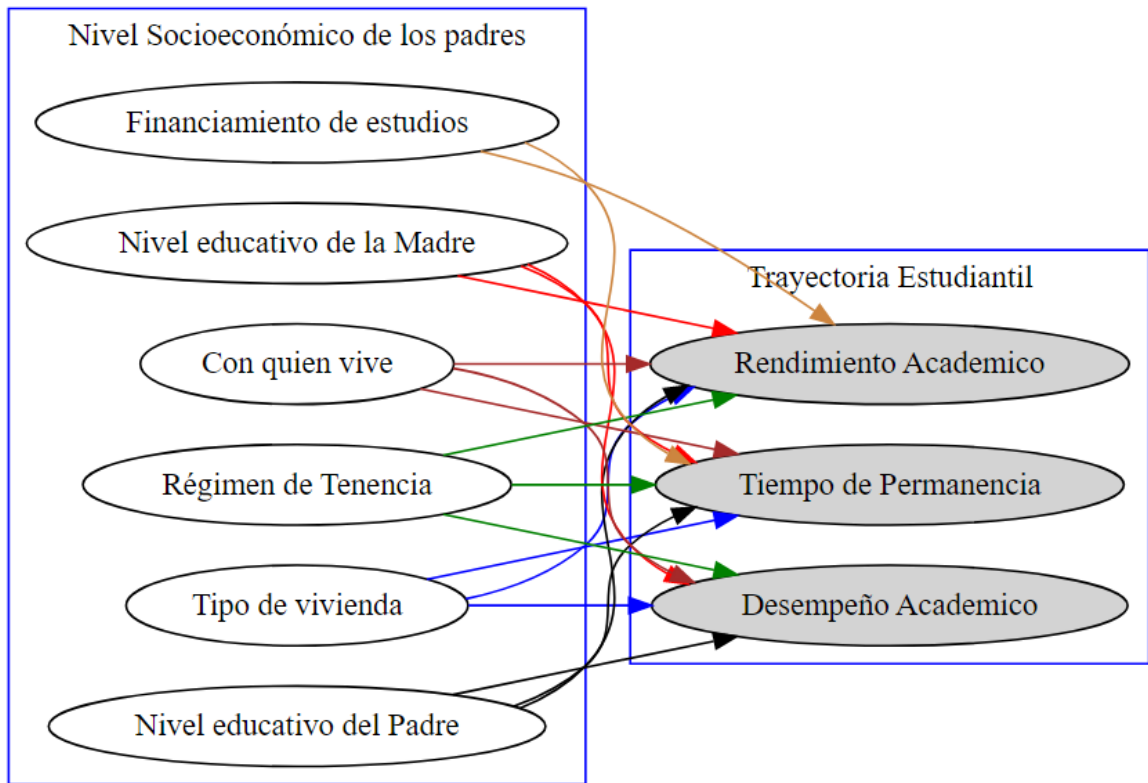 Nivel Socioeconómico de los padres
Financiamiento de estudios
Nivel educativo de la Madre
Con quien vive
Régimen de Tenencia
Tipo de vivienda
Nivel educativo del Padre
Trayectoria Estudiantil
Rendimiento Academico
Tiempo de Permanencia
Desempeño Academico